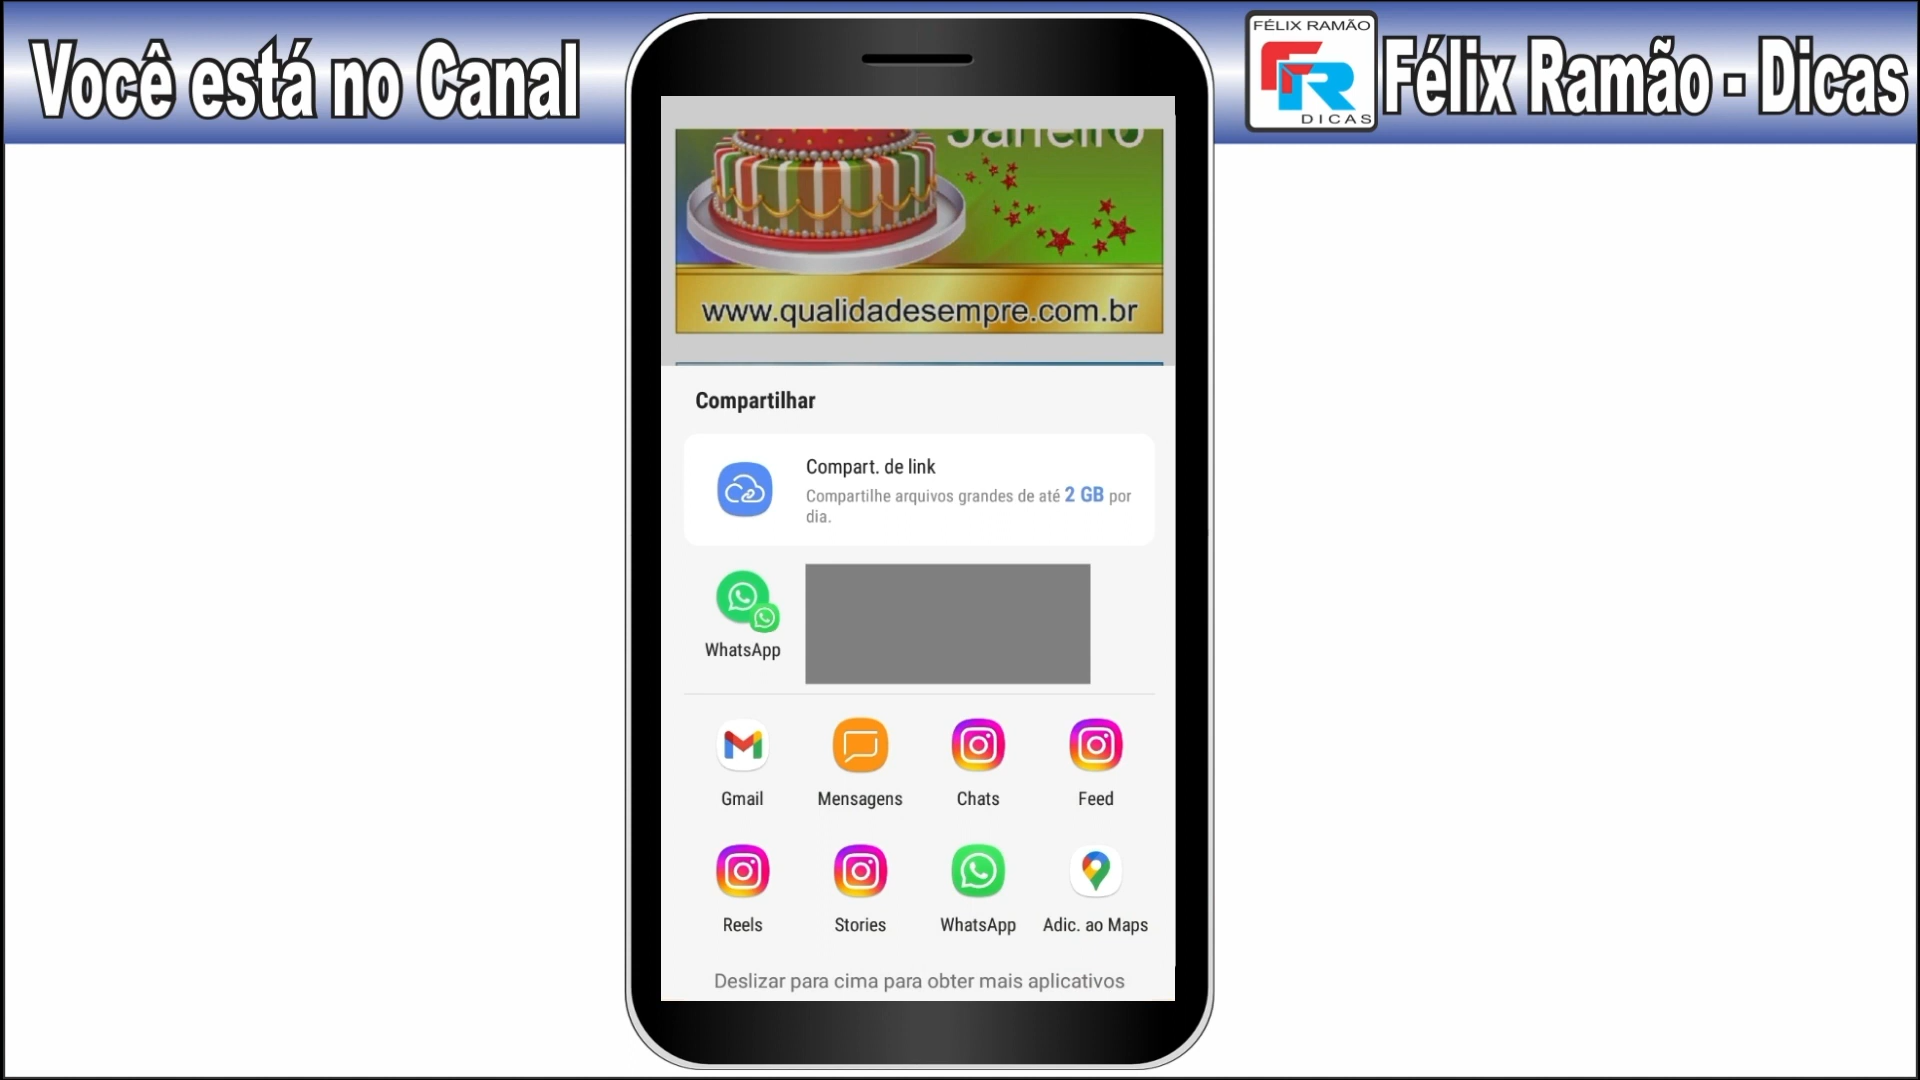 Você está no Canal
FÉLIX RAMÃO
DICAS
Félix Ramão - Dicas
Janeiro
www.qualidadesempre.com.br
Compartilhar
Compart. de link
Compartilhe arquivos grandes de até 2 GB por
dia.
WhatsApp
Gmail Mensagens Chats Feed
Reels Stories WhatsApp Adic. ao Maps
Deslizar para cima para obter mais aplicativos